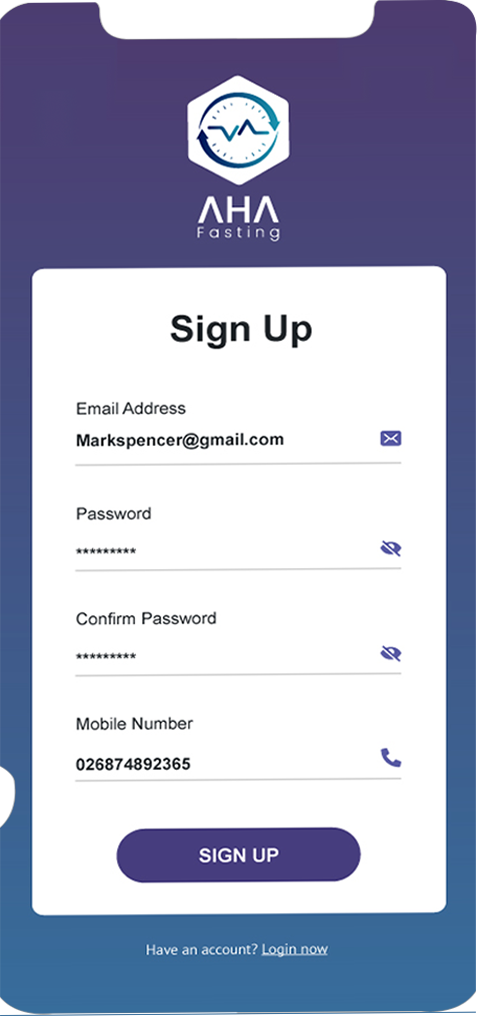 AHA
Fasting
Sign Up
Email Address
Markspencer@gmail.com
Password
*********
Confirm Password
*********
Mobile Number
026874892365
SIGN UP
Have an account? Login now